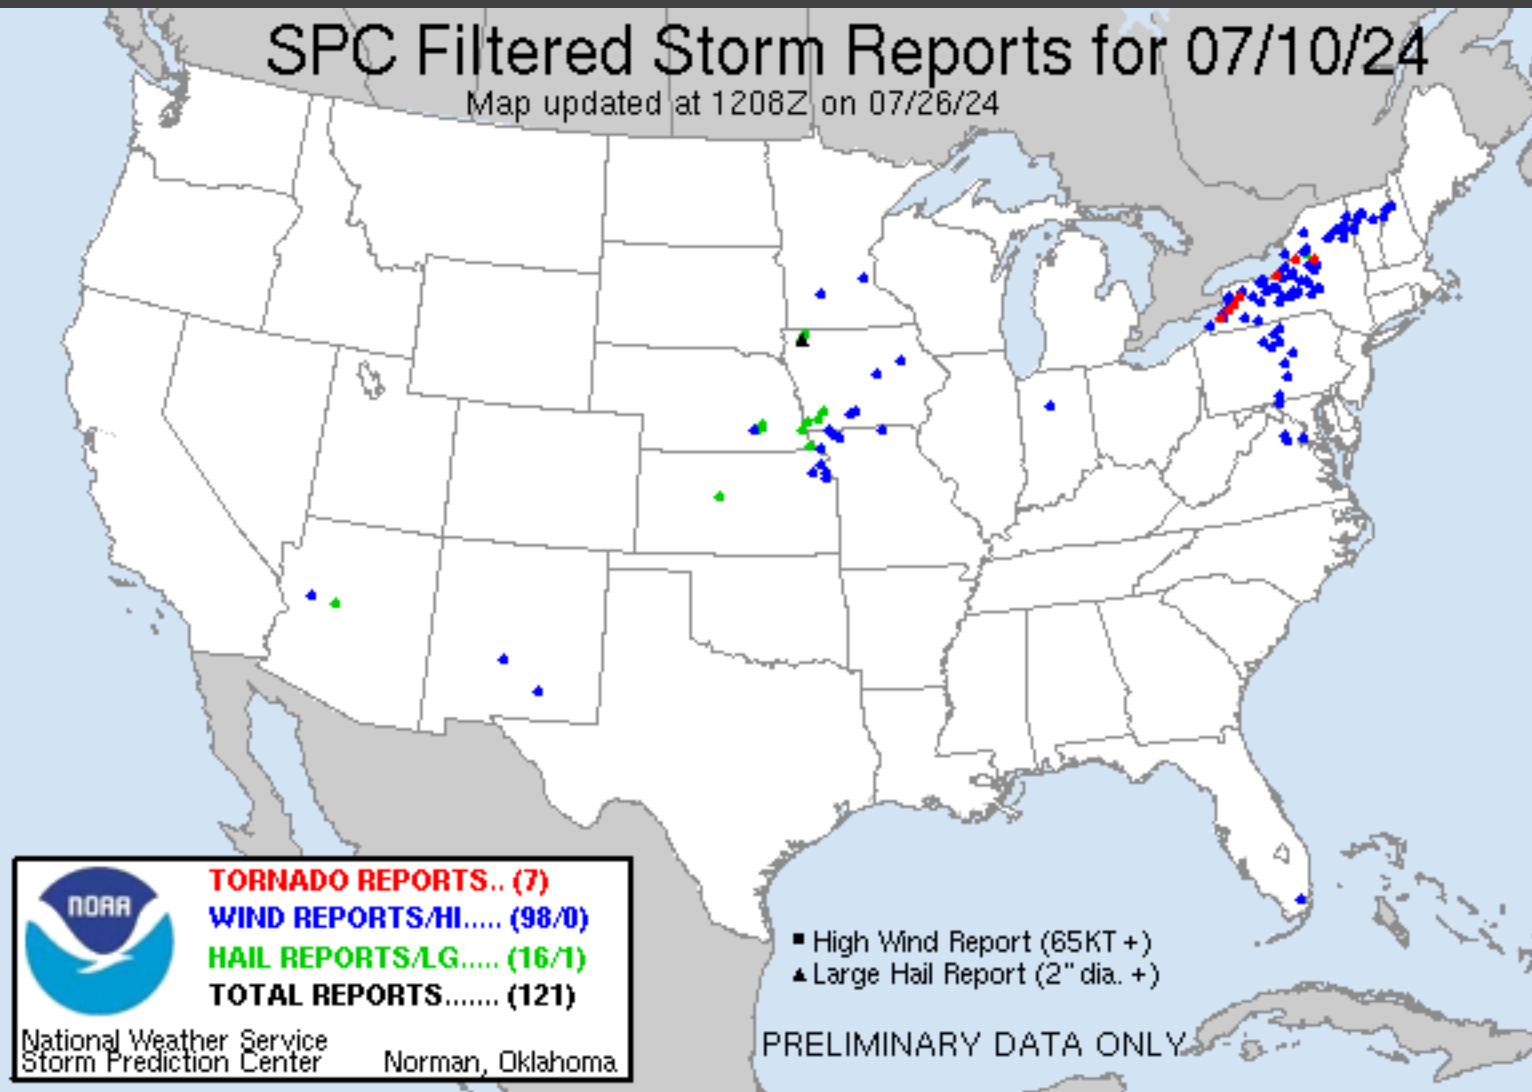 SPC Filtered Storm Reports for 07/10/24
Map updated at 1208Z on 07/26/24
NOAA
TORNADO REPORTS.. (7)
WIND REPORTS/HI..... (98/0)
HAIL REPORTS/LG..... (16/1)
TOTAL REPORTS....... (121)
National Weather Service
Storm Prediction Center Norman, Oklahoma
High Wind Report (65KT +)
Large Hail Report (2" dia. +)
PRELIMINARY DATA ONLY